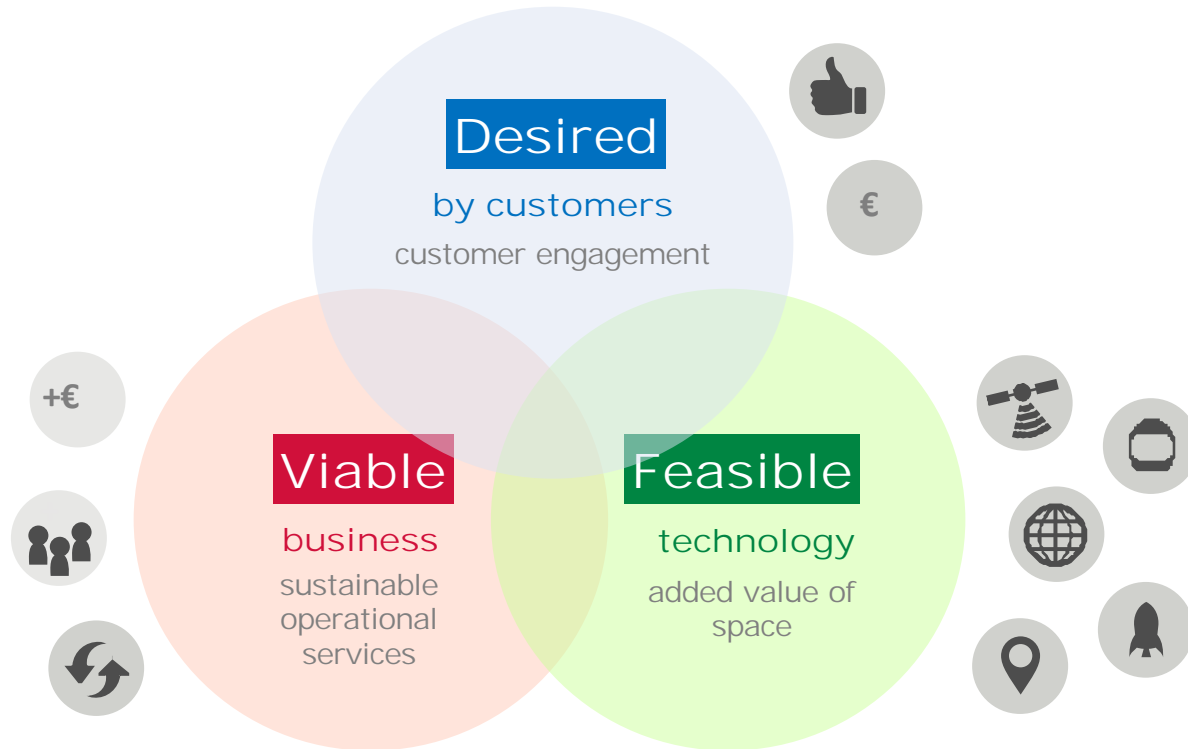 Desired
by customers
customer engagement
€
+€
Viable
business
sustainable
operational
services
Feasible
technology
added value of
space